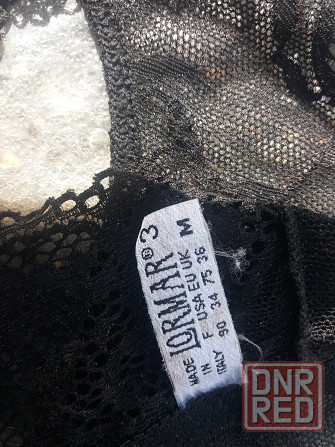 LORMAR® 3
MADE
IN F USA EU UK M
ITALY 90 34 75 36
DNR
RED